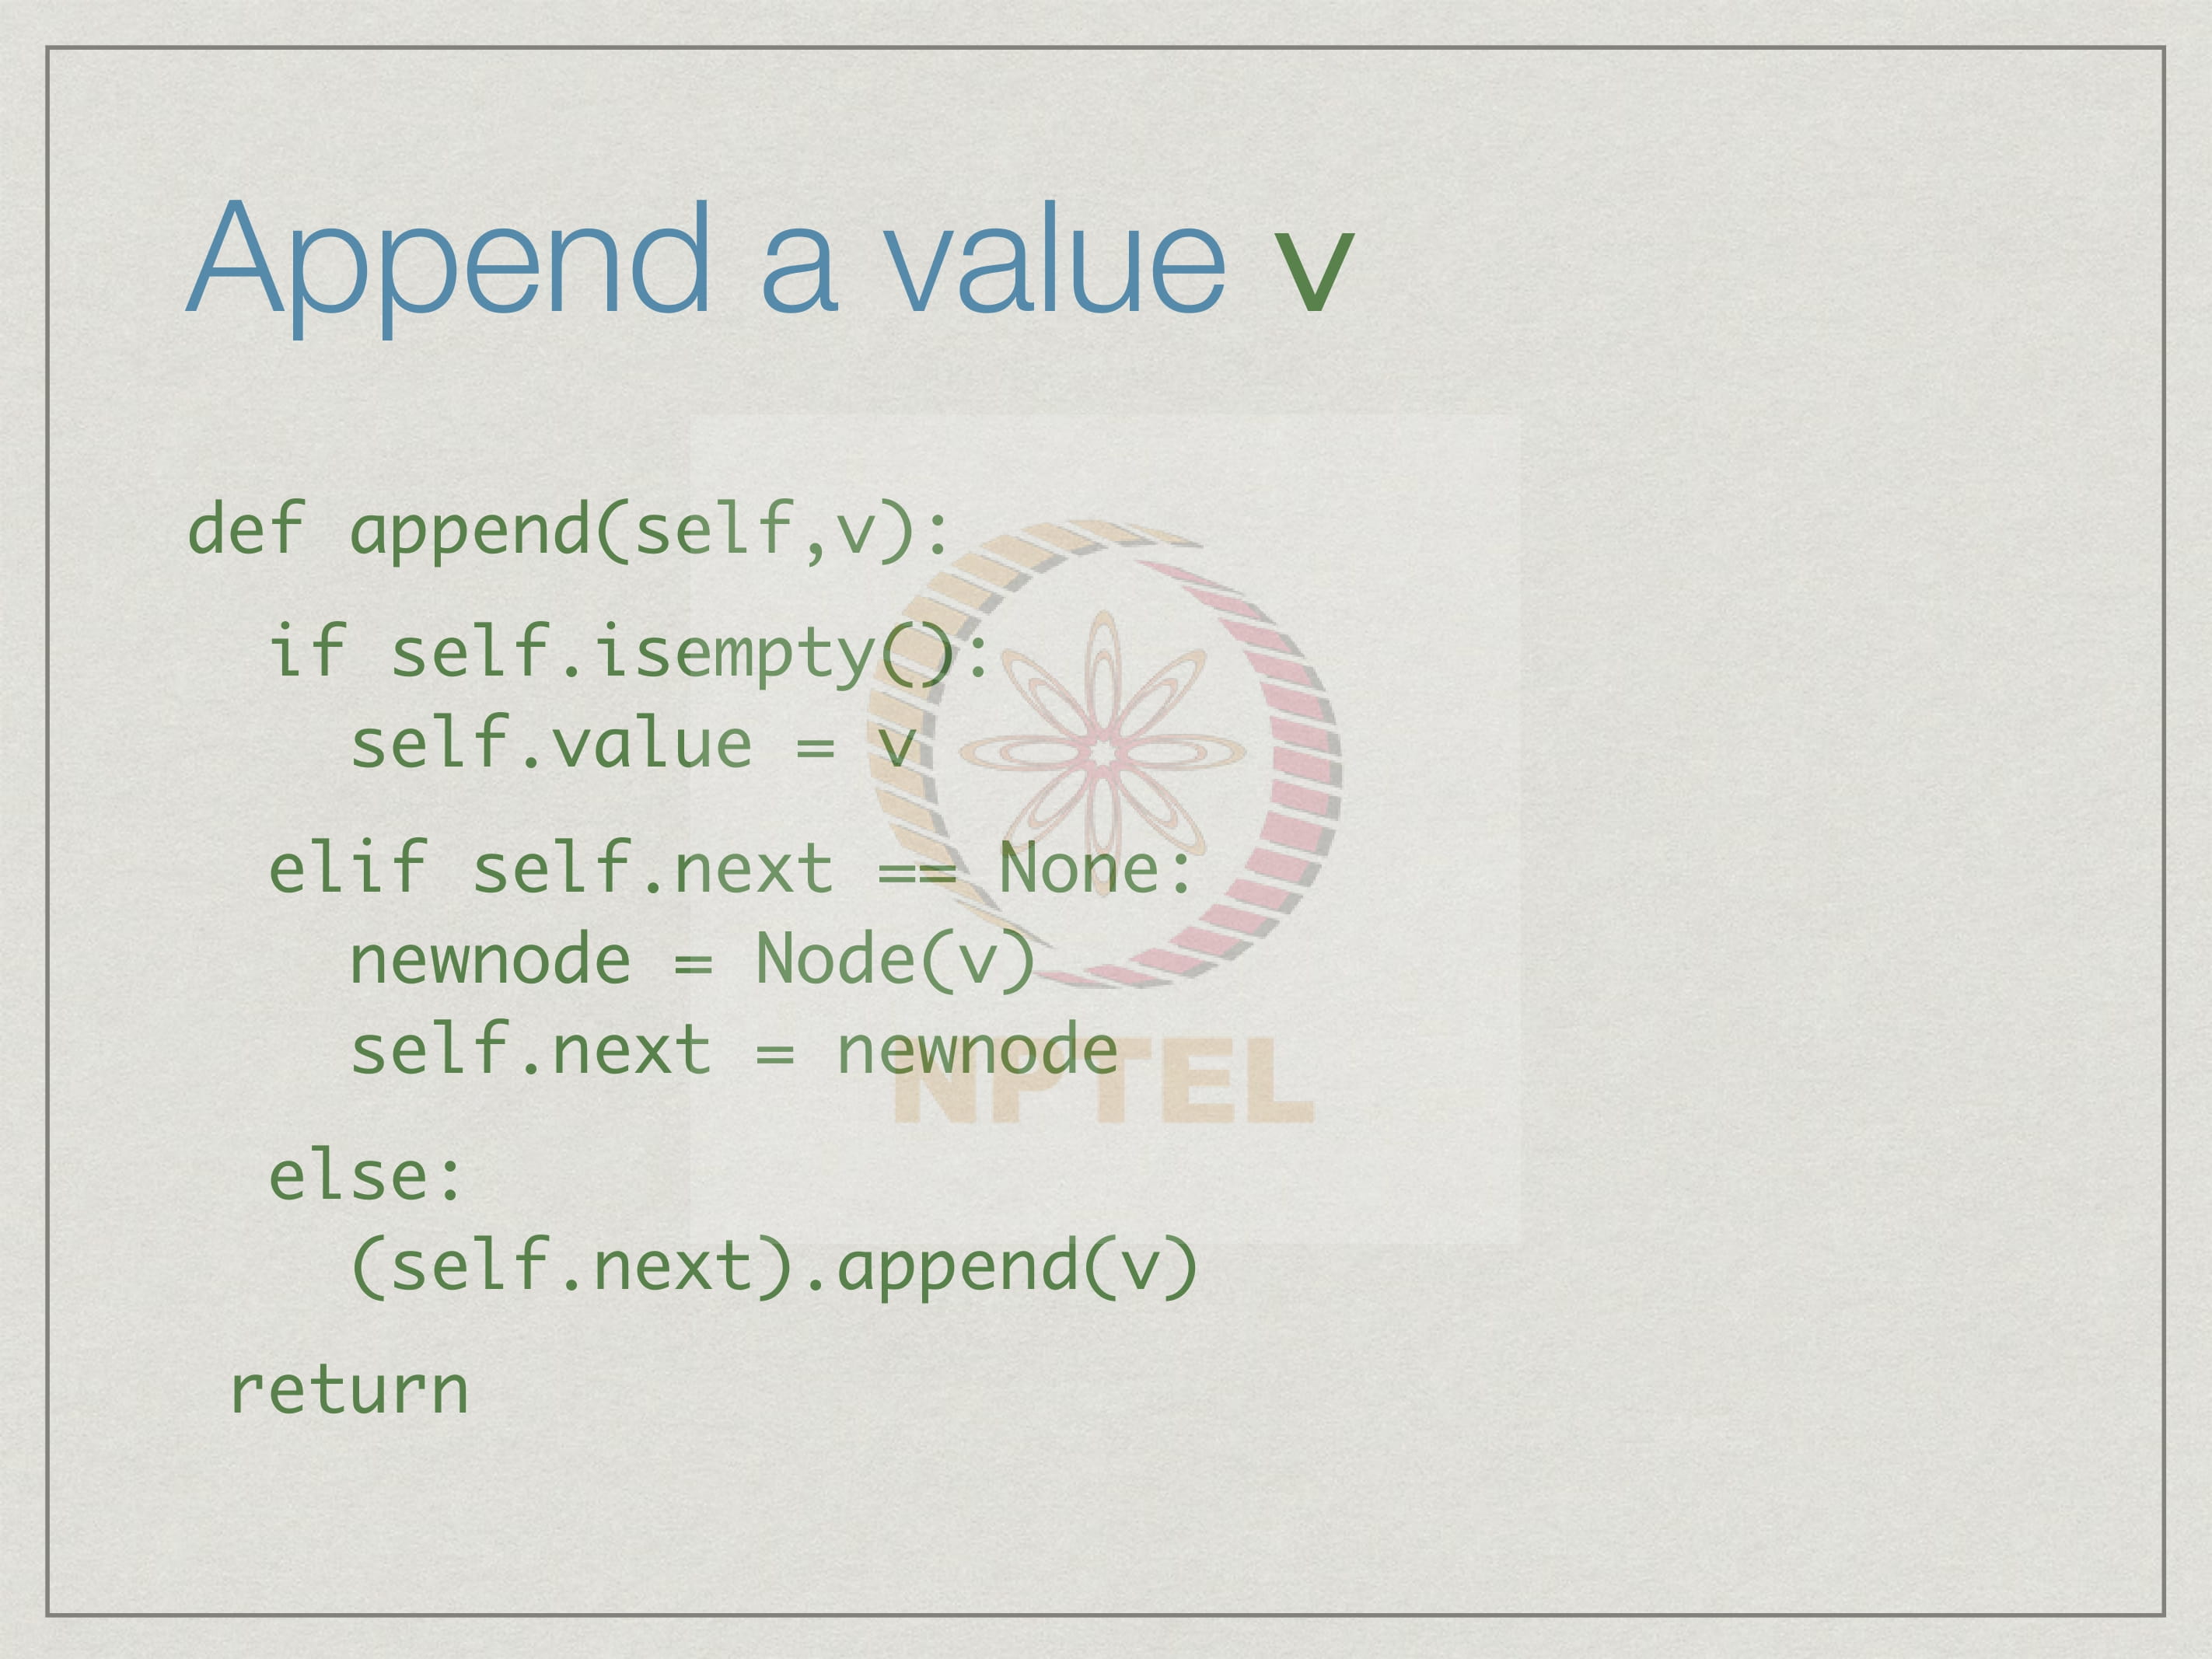 Append a value v
def append(self,v):
if self.isempty():
self.value = v
elif self.next == None:
newnode = Node(v)
self.next = newnode
NPTEL
else:
(self.next).append(v)
return